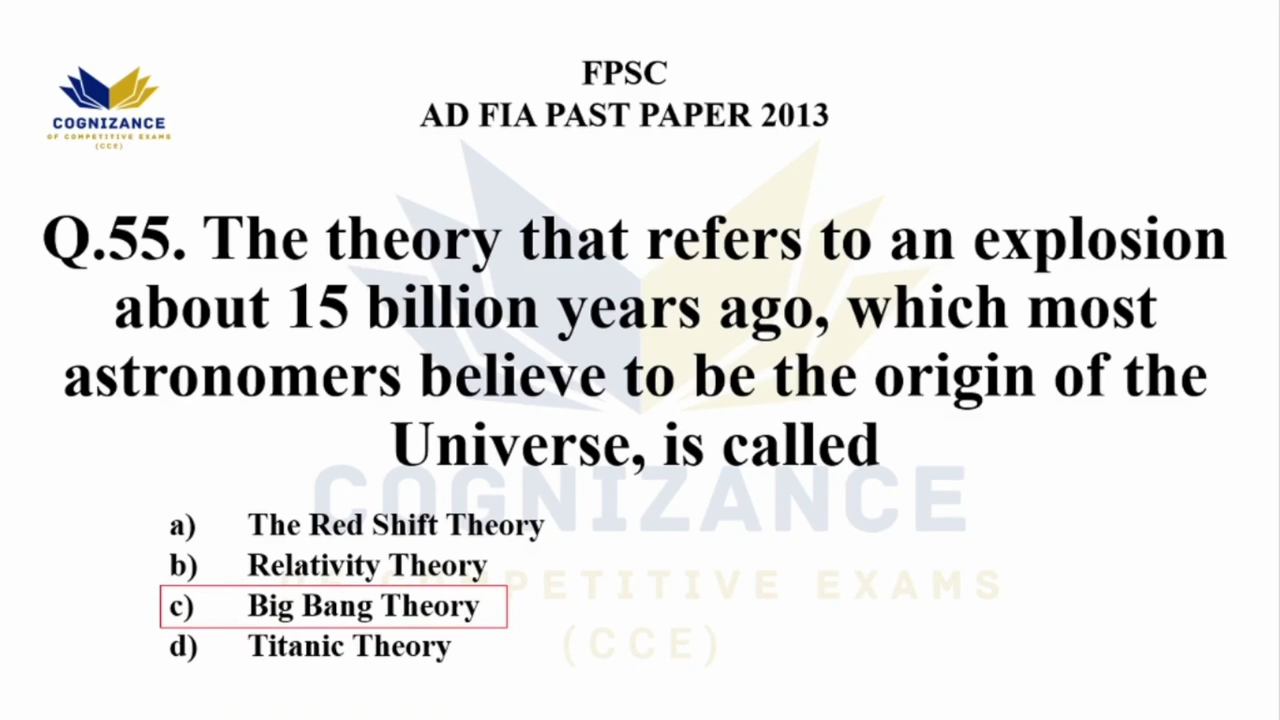 FPSC
AD FIA PAST PAPER 2013
COGNIZANCE
OF COMPETITIVE EXAMS
(CCE)
Q.55. The theory that refers to an explosion
about 15 billion years ago, which most
astronomers believe to be the origin of the
Universe, is called
a) The Red Shift Theory
b) Relativity Theory
c) Big Bang Theory
d) Titanic Theory
COGNIZANCE
OF COMPETITIVE EXAMS
(CCE)